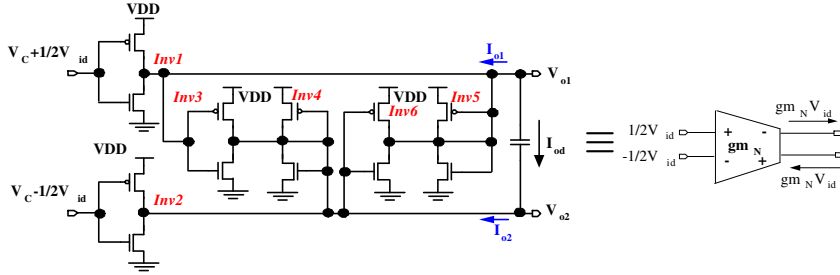 VDD
V C+1/2V id
Inv1
I o1
V o1
Inv3
VDD
Inv4
VDD
Inv6
Inv5
I od
VDD
V C-1/2V id
Inv2
I o2
V o2
1/2V id
-1/2V id
+ -
gm N
- +
gm N V id
gm N V id